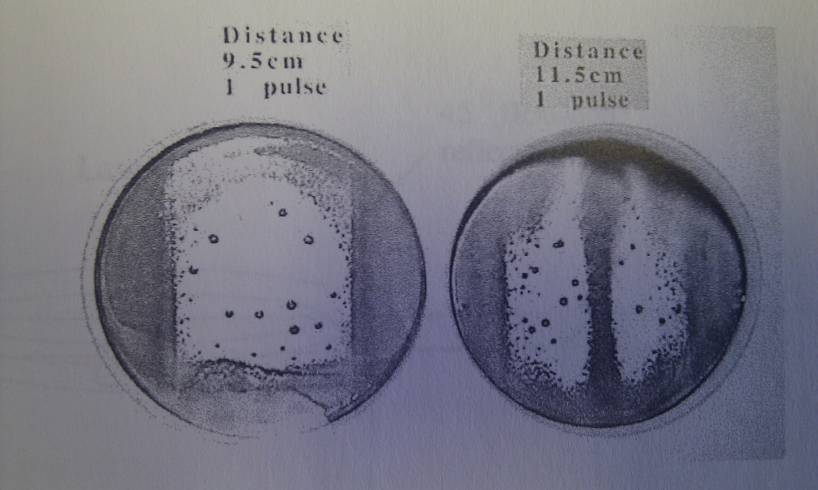 Distance
9.5cm
1 pulse
Distance
11.5cm
1 pulse